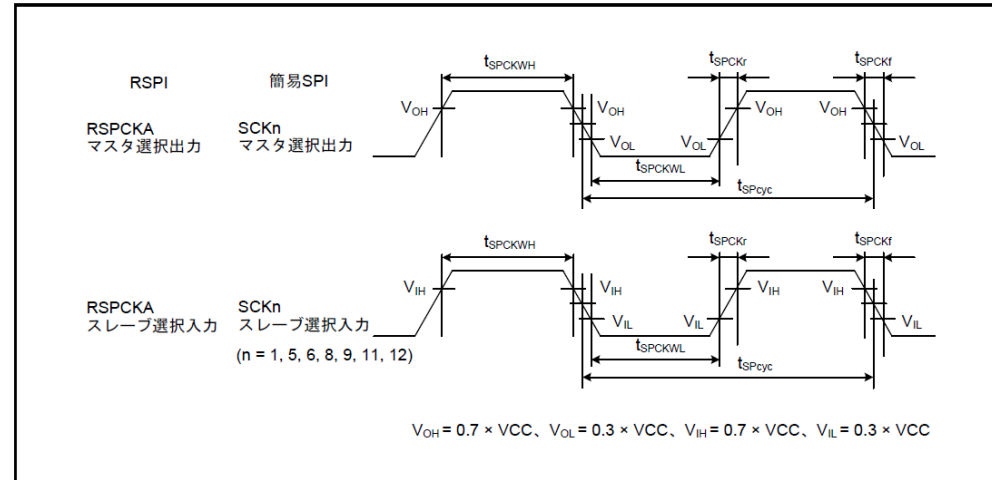 RSPI 簡易SPI
tSPCKWH tSPCKr tSPCKf
VOH VOH VOH VOH
RSPCKA SCKn
マスタ選択出力 マスタ選択出力
VOL VOL VOL
tSPCKWL
tSPcyc
tSPCKWH tSPCKr tSPCKf
VIH VIH VIH VIH
RSPCKA SCKn
スレーブ選択入力 スレーブ選択入力
VIL VIL VIL
(n = 1, 5, 6, 8, 9, 11, 12)
tSPCKWL
tSPcyc
VOH = 0.7 × VCC、VOL = 0.3 × VCC、VIH = 0.7 × VCC、VIL = 0.3 × VCC